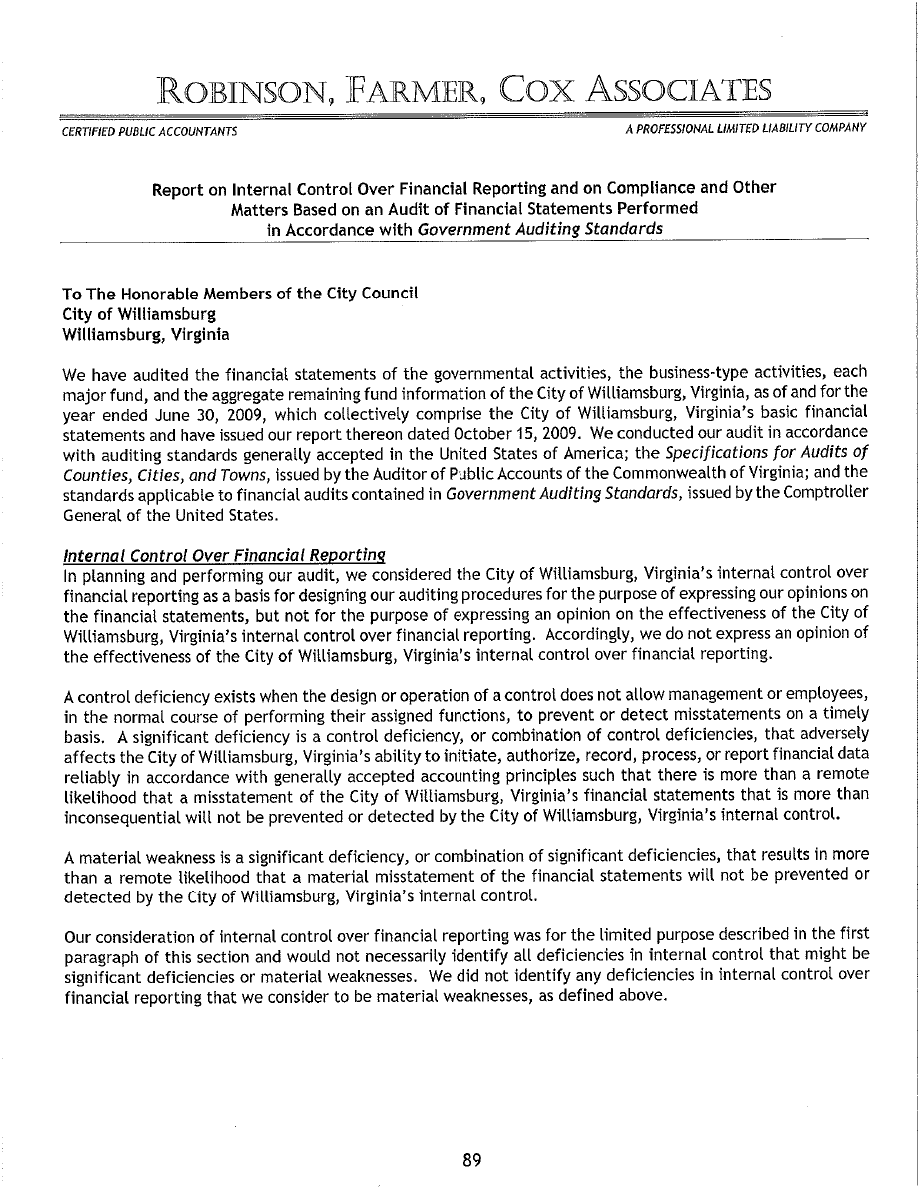 ROBINSON, FARMER, COX ASSOCIATES
CERTIFIED PUBLIC ACCOUNTANTS A PROFESSIONAL LIMITED LIABILITY COMPANY
Report on Internal Control Over Financial Reporting and on Compliance and Other
Matters Based on an Audit of Financial Statements Performed
in Accordance with Government Auditing Standards
To The Honorable Members of the City Council
City of Williamsburg
Williamsburg, Virginia
We have audited the financial statements of the governmental activities, the business-type activities, each
major fund, and the aggregate remaining fund information of the City of Williamsburg, Virginia, as of and for the
year ended June 30, 2009, which collectively comprise the City of Williamsburg, Virginia's basic financial
statements and have issued our report thereon dated October 15, 2009. We conducted our audit in accordance
with auditing standards generally accepted in the United States of America; the Specifications for Audits of
Counties, Cities, and Towns, issued by the Auditor of Public Accounts of the Commonwealth of Virginia; and the
standards applicable to financial audits contained in Government Auditing Standards, issued by the Comptroller
General of the United States.
Internal Control Over Financial Reporting
In planning and performing our audit, we considered the City of Williamsburg, Virginia's internal control over
financial reporting as a basis for designing our auditing procedures for the purpose of expressing our opinions on
the financial statements, but not for the purpose of expressing an opinion on the effectiveness of the City of
Williamsburg, Virginia's internal control over financial reporting. Accordingly, we do not express an opinion of
the effectiveness of the City of Williamsburg, Virginia's internal control over financial reporting.
A control deficiency exists when the design or operation of a control does not allow management or employees,
in the normal course of performing their assigned functions, to prevent or detect misstatements on a timely
basis. A significant deficiency is a control deficiency, or combination of control deficiencies, that adversely
affects the City of Williamsburg, Virginia's ability to initiate, authorize, record, process, or report financial data
reliably in accordance with generally accepted accounting principles such that there is more than a remote
likelihood that a misstatement of the City of Williamsburg, Virginia's financial statements that is more than
inconsequential will not be prevented or detected by the City of Williamsburg, Virginia's internal control.
A material weakness is a significant deficiency, or combination of significant deficiencies, that results in more
than a remote likelihood that a material misstatement of the financial statements will not be prevented or
detected by the City of Williamsburg, Virginia's internal control.
Our consideration of internal control over financial reporting was for the limited purpose described in the first
paragraph of this section and would not necessarily identify all deficiencies in internal control that might be
significant deficiencies or material weaknesses. We did not identify any deficiencies in internal control over
financial reporting that we consider to be material weaknesses, as defined above.
89